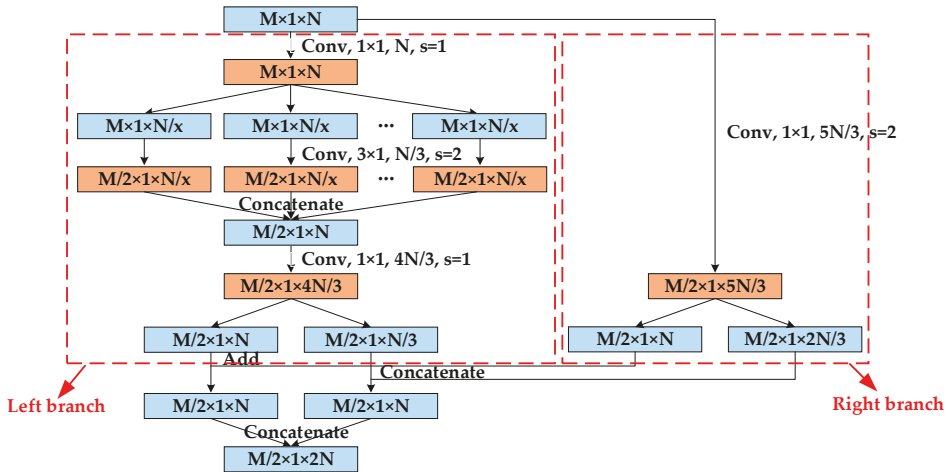 M×1×N
Conv, 1×1, N, s=1
M×1×N
M×1×N/x M×1×N/x ... M×1×N/x
Conv, 1×1, 5N/3, s=2
Conv, 3×1, N/3, s=2
M/2×1×N/x M/2×1×N/x ... M/2×1×N/x
Concatenate
M/2×1×N
Conv, 1×1, 4N/3, s=1
M/2×1×4N/3 M/2×1×5N/3
M/2×1×N M/2×1×N/3 M/2×1×N M/2×1×2N/3
Add
Concatenate
Left branch M/2×1×N M/2×1×N Right branch
Concatenate
M/2×1×2N